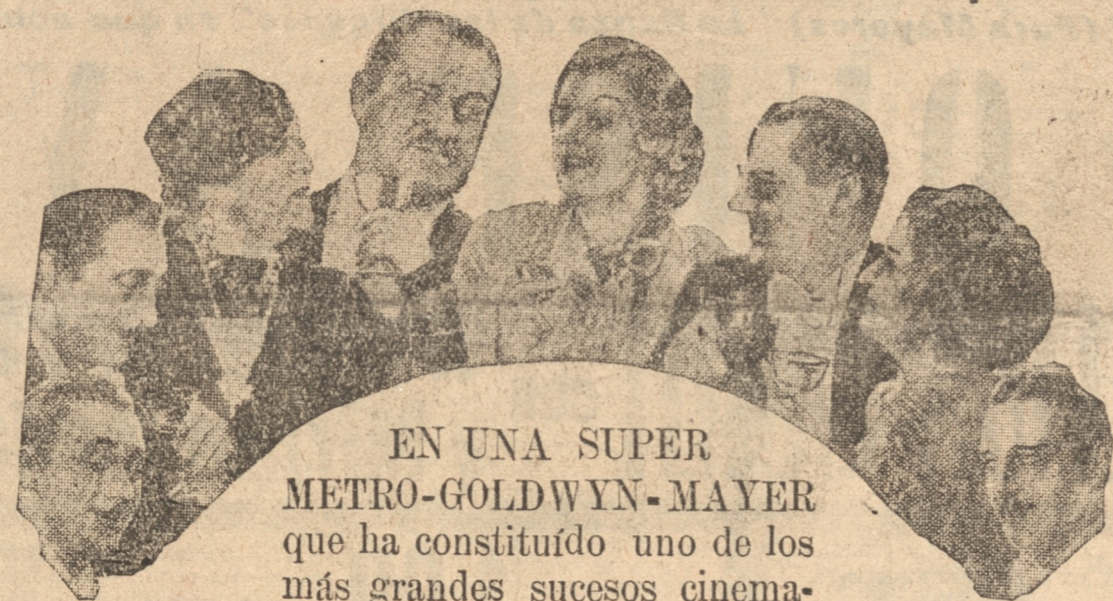 EN UNA SUPER
METRO-GOLDWYN-MAYER
que ha constituído uno de los
más grandes sucesos cinema-